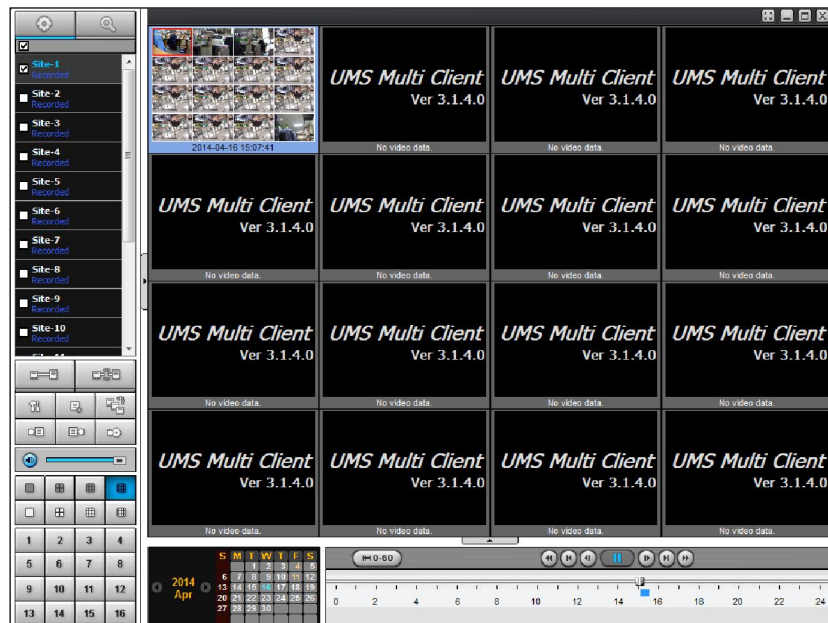 Site-1
Recorded
Site-2
Recorded
Site-3
Recorded
Site-4
Recorded
Site-5
Recorded
Site-6
Recorded
Site-7
Recorded
Site-8
Recorded
Site-9
Recorded
Site-10
Recorded
1 2 3 4
5 6 7 8
9 10 11 12
13 14 15 16
2014-04-16 15:07:41
UMS Multi Client
Ver 3.1.4.0
No video data.
UMS Multi Client
Ver 3.1.4.0
No video data.
UMS Multi Client
Ver 3.1.4.0
No video data.
UMS Multi Client
Ver 3.1.4.0
No video data.
UMS Multi Client
Ver 3.1.4.0
No video data.
UMS Multi Client
Ver 3.1.4.0
No video data.
UMS Multi Client
Ver 3.1.4.0
No video data.
UMS Multi Client
Ver 3.1.4.0
No video data.
UMS Multi Client
Ver 3.1.4.0
No video data.
UMS Multi Client
Ver 3.1.4.0
No video data.
UMS Multi Client
Ver 3.1.4.0
No video data.
UMS Multi Client
Ver 3.1.4.0
No video data.
UMS Multi Client
Ver 3.1.4.0
No video data.
UMS Multi Client
Ver 3.1.4.0
No video data.
UMS Multi Client
Ver 3.1.4.0
No video data.
2014
Apr
S M T W T F S
1 2 3 4 5
6 7 8 9 10 11 12
13 14 15 16 17 18 19
20 21 22 23 24 25 26
27 28 29 30
0-60
0 2 4 6 8 10 12 14 16 18 20 22 24